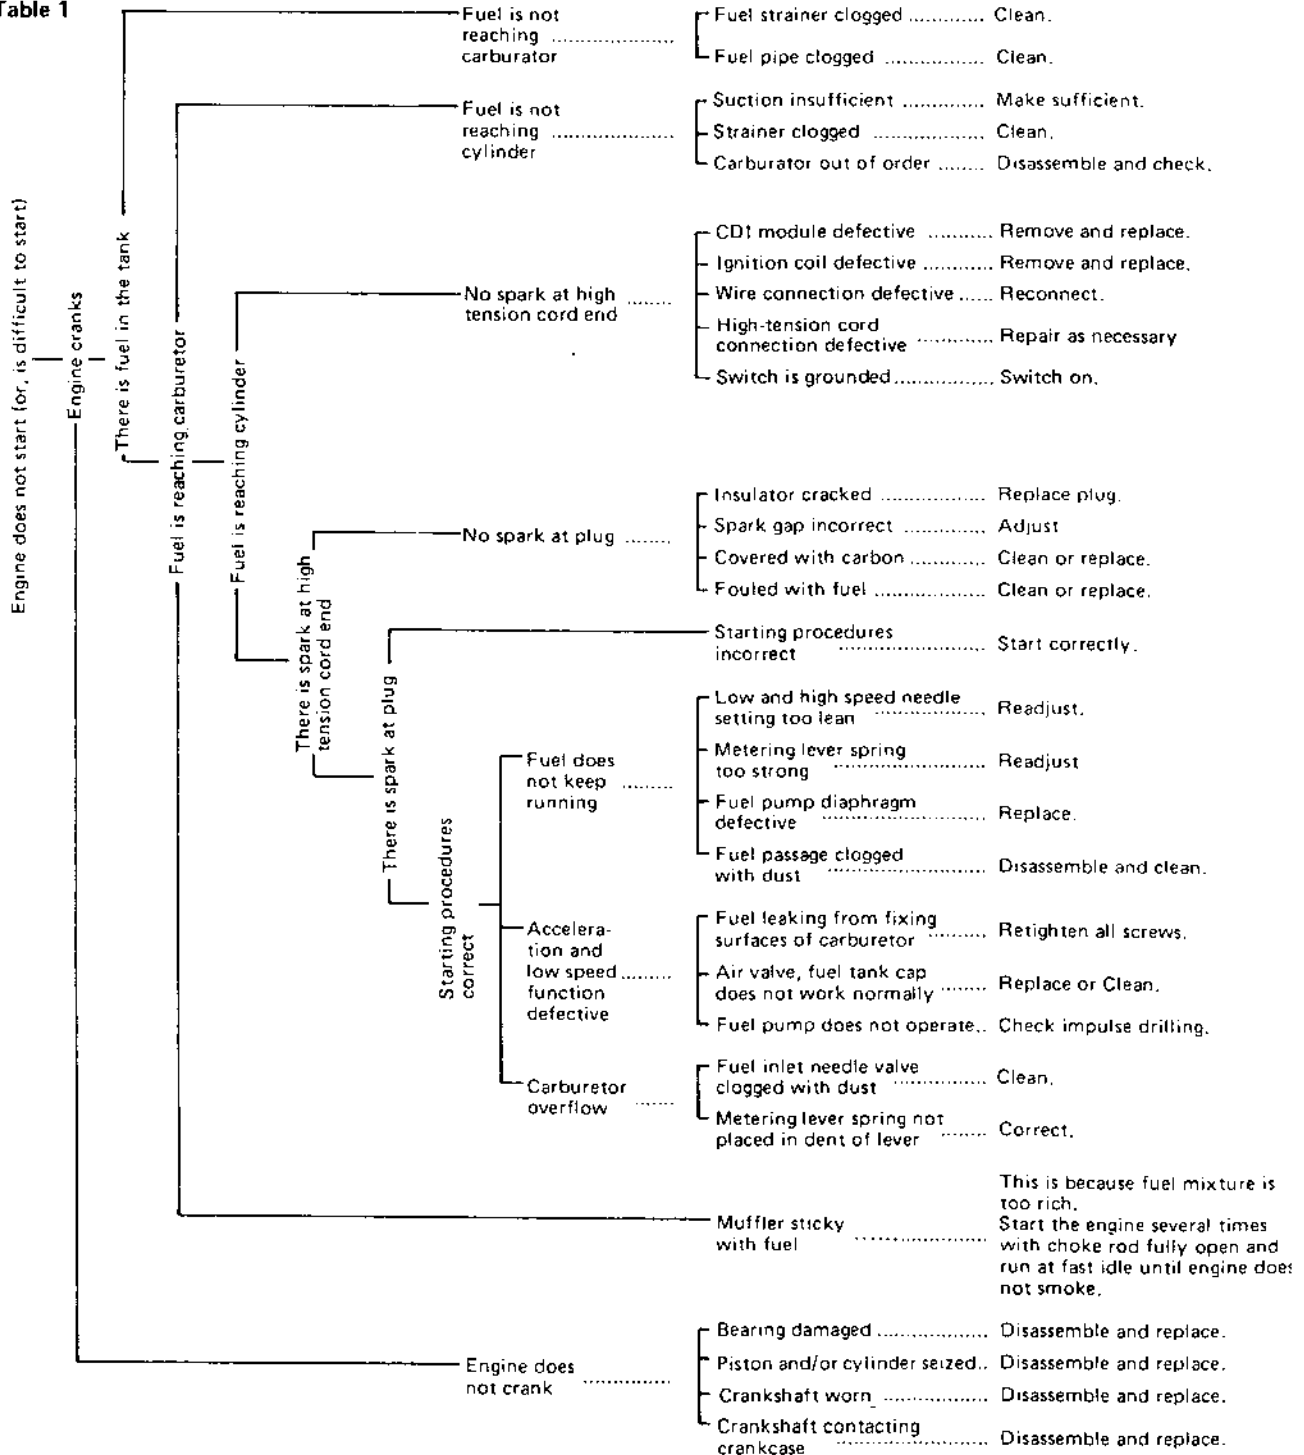 Table 1
Fuel is not
reaching ....................
carburator
Fuel strainer clogged ............. Clean.
Fuel pipe clogged ................. Clean.
Fuel is not
reaching ....................
cylinder
Suction insufficient .............. Make sufficient.
Strainer clogged .................. Clean.
Carburator out of order ........ Disassemble and check.
Engine does not start (or, is difficult to start)
Engine cranks
There is fuel in the tank
Fuel is reaching carburetor
Fuel is reaching cylinder
No spark at high .......
tension cord end
CDI module defective ........... Remove and replace.
Ignition coil defective ............ Remove and replace.
Wire connection defective ...... Reconnect.
High-tension cord
connection defective ............. Repair as necessary
Switch is grounded................. Switch on.
There is spark at high
tension cord end
No spark at plug ........
Insulator cracked .................. Replace plug.
Spark gap incorrect .............. Adjust
Covered with carbon ............. Clean or replace.
Fouled with fuel ................... Clean or replace.
There is spark at plug
Starting procedures
incorrect ......................... Start correctly.
Starting procedures
correct
Fuel does
not keep .........
running
Low and high speed needle
setting too lean ................... Readjust.
Metering lever spring
too strong .......................... Readjust
Fuel pump diaphragm
defective ............................ Replace.
Fuel passage clogged
with dust ........................... Disassemble and clean.
Accelera-
tion and
low speed .........
function
defective
Fuel leaking from fixing
surfaces of carburetor .......... Retighten all screws.
Air valve, fuel tank cap
does not work normally ........ Replace or Clean.
Fuel pump does not operate.. Check impulse drilling.
Carburetor
overflow ......
Fuel inlet needle valve
clogged with dust ................ Clean.
Metering lever spring not
placed in dent of lever ........ Correct.
Muffler sticky
with fuel .......................
This is because fuel mixture is
too rich.
Start the engine several times
with choke rod fully open and
run at fast idle until engine does
not smoke.
Engine does
not crank ...............
Bearing damaged ................... Disassemble and replace.
Piston and/or cylinder seized.. Disassemble and replace.
Crankshaft worn .................. Disassemble and replace.
Crankshaft contacting
crankcase .......................... Disassemble and replace.